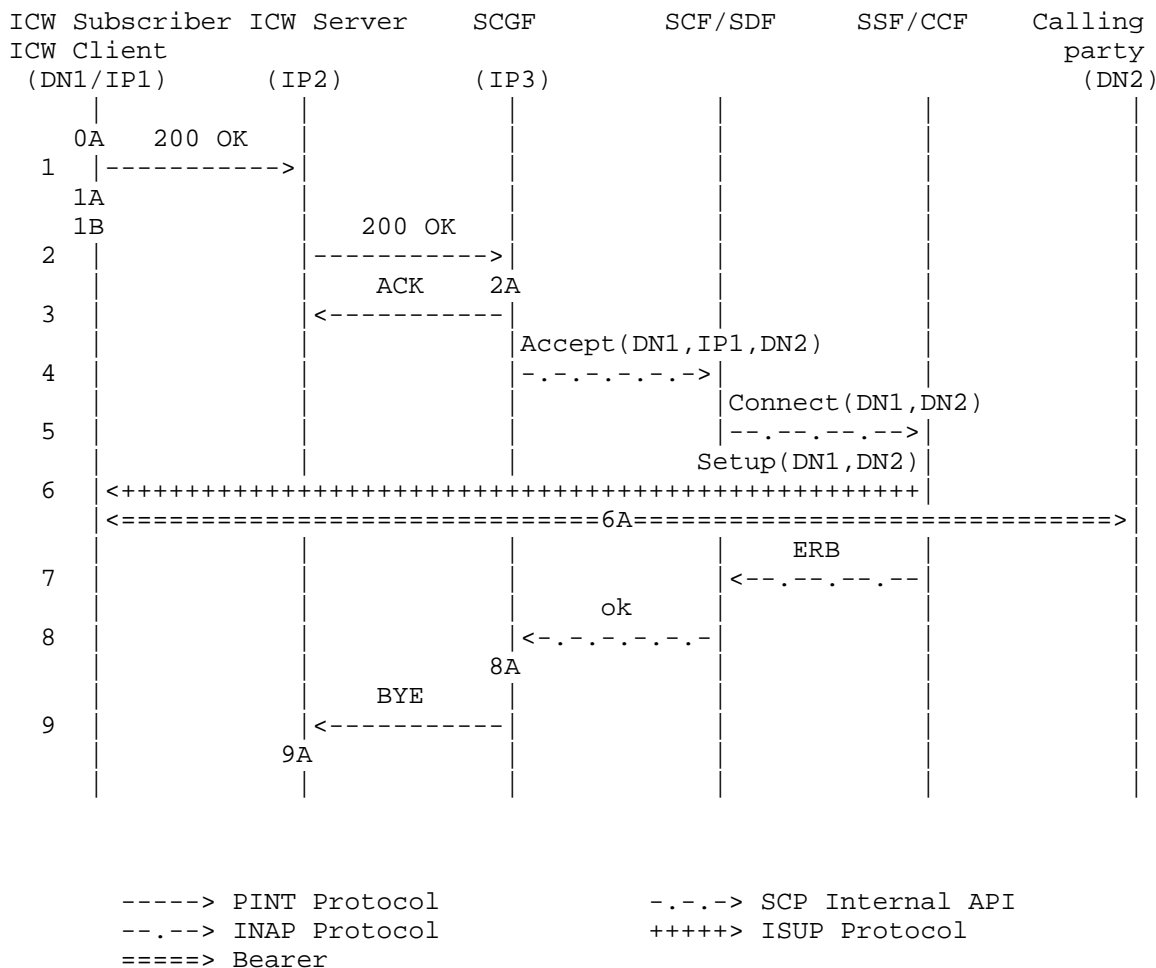 ICW Subscriber ICW Server SCGF SCF/SDF SSF/CCF Calling
ICW Client party
(DN1/IP1) (IP2) (IP3) (DN2)
0A 200 OK
1 |----------->|
1A
1B 200 OK
2 |----------->|
ACK 2A
3 |<-----------|
Accept(DN1,IP1,DN2)
4 |-.-.-.-.-.->|
Connect(DN1,DN2)
5 |--.--.--.-->|
Setup(DN1,DN2)
6 |<++++++++++++++++++++++++++++++++++++++++++++++++++|
|<==============================6A==============================>|
ERB
7 |<--.--.--.--|
ok
8 |<-.-.-.-.-.-|
8A
BYE
9 |<-----------|
9A
-----> PINT Protocol -.-.-> SCP Internal API
--.--> INAP Protocol +++++> ISUP Protocol
=====> Bearer